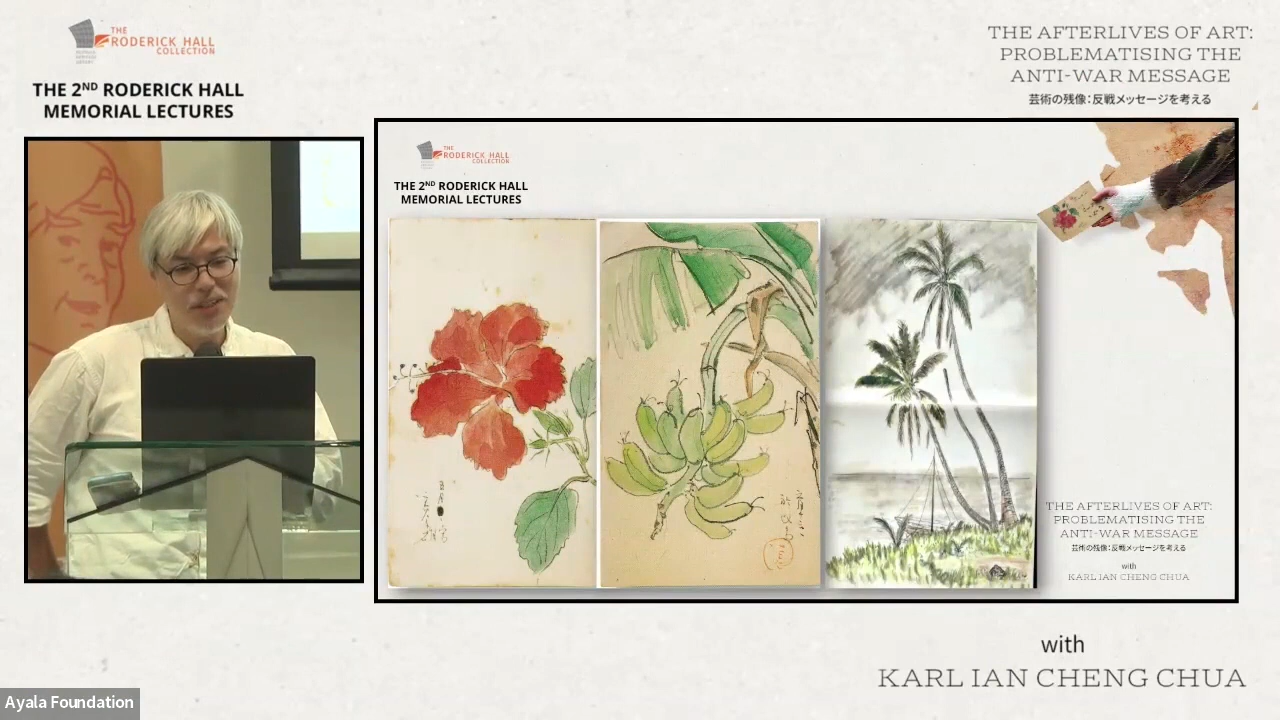 THE
RODERICK HALL
COLLECTION
THE 2ND RODERICK HALL
MEMORIAL LECTURES
THE AFTERLIVES OF ART:
PROBLEMATISING THE
ANTI-WAR MESSAGE
芸術の残像：反戦メッセージを考える
THE
RODERICK HALL
COLLECTION
THE 2ND RODERICK HALL
MEMORIAL LECTURES
THE AFTERLIVES OF ART:
PROBLEMATISING THE
ANTI-WAR MESSAGE
芸術の残像：反戦メッセージを考える
with
KARL IAN CHENG CHUA
with
KARL IAN CHENG CHUA
Ayala Foundation